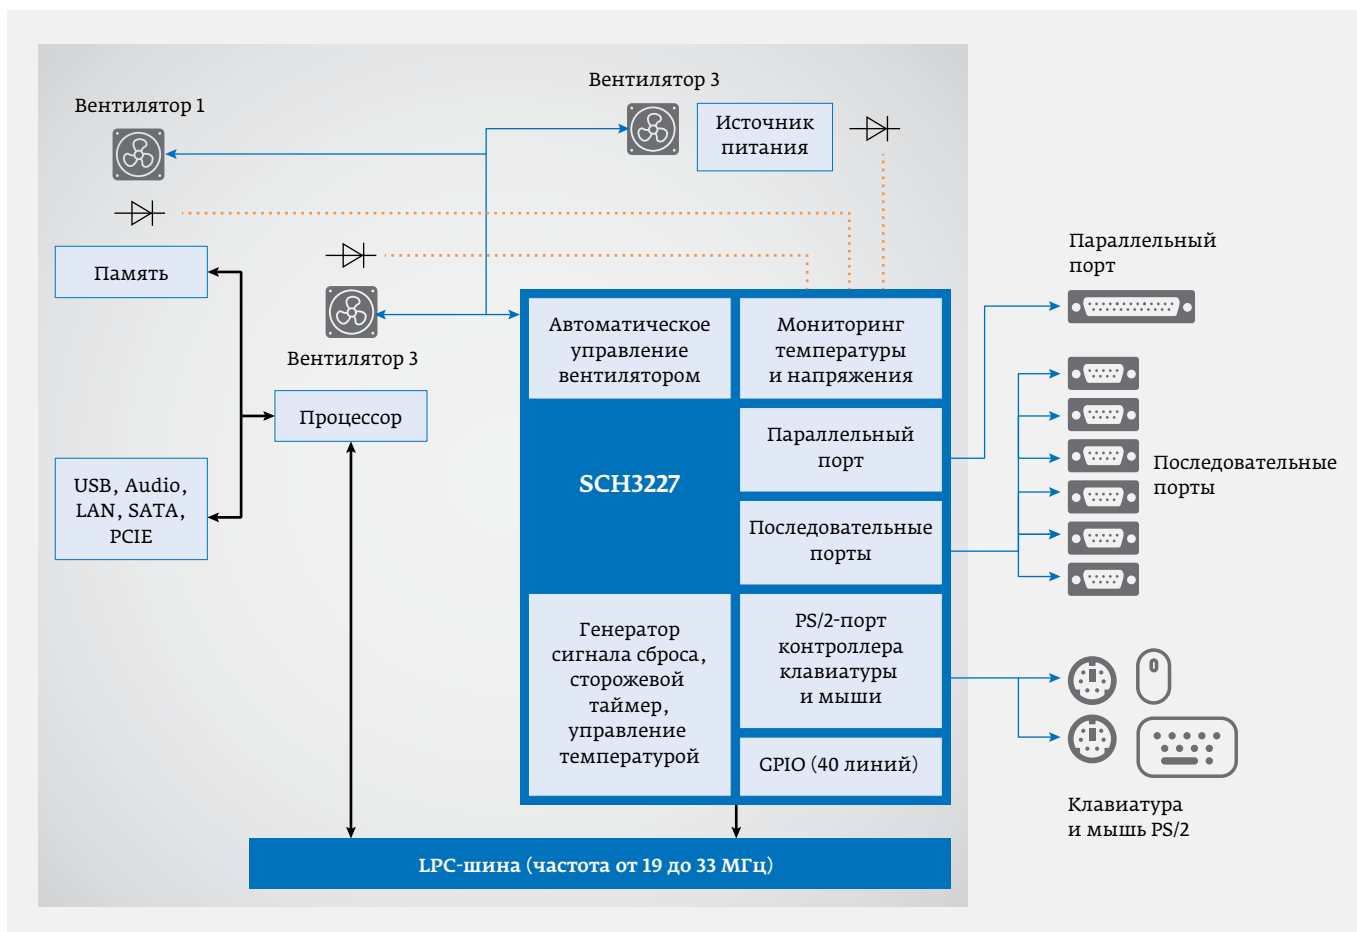 Вентилятор 3
Вентилятор 1
Источник
питания
Память
Вентилятор 3
Процессор
USB, Audio,
LAN, SATA,
PCIE
Автоматическое
управление
вентилятором
Мониторинг
температуры
и напряжения
SCH3227
Параллельный
порт
Последовательные
порты
Генератор
сигнала сброса,
сторожевой
таймер,
управление
температурой
PS/2-порт
контроллера
клавиатуры
и мыши
GPIO (40 линий)
LPC-шина (частота от 19 до 33 МГц)
Параллельный
порт
Последовательные
порты
Клавиатура
и мышь PS/2